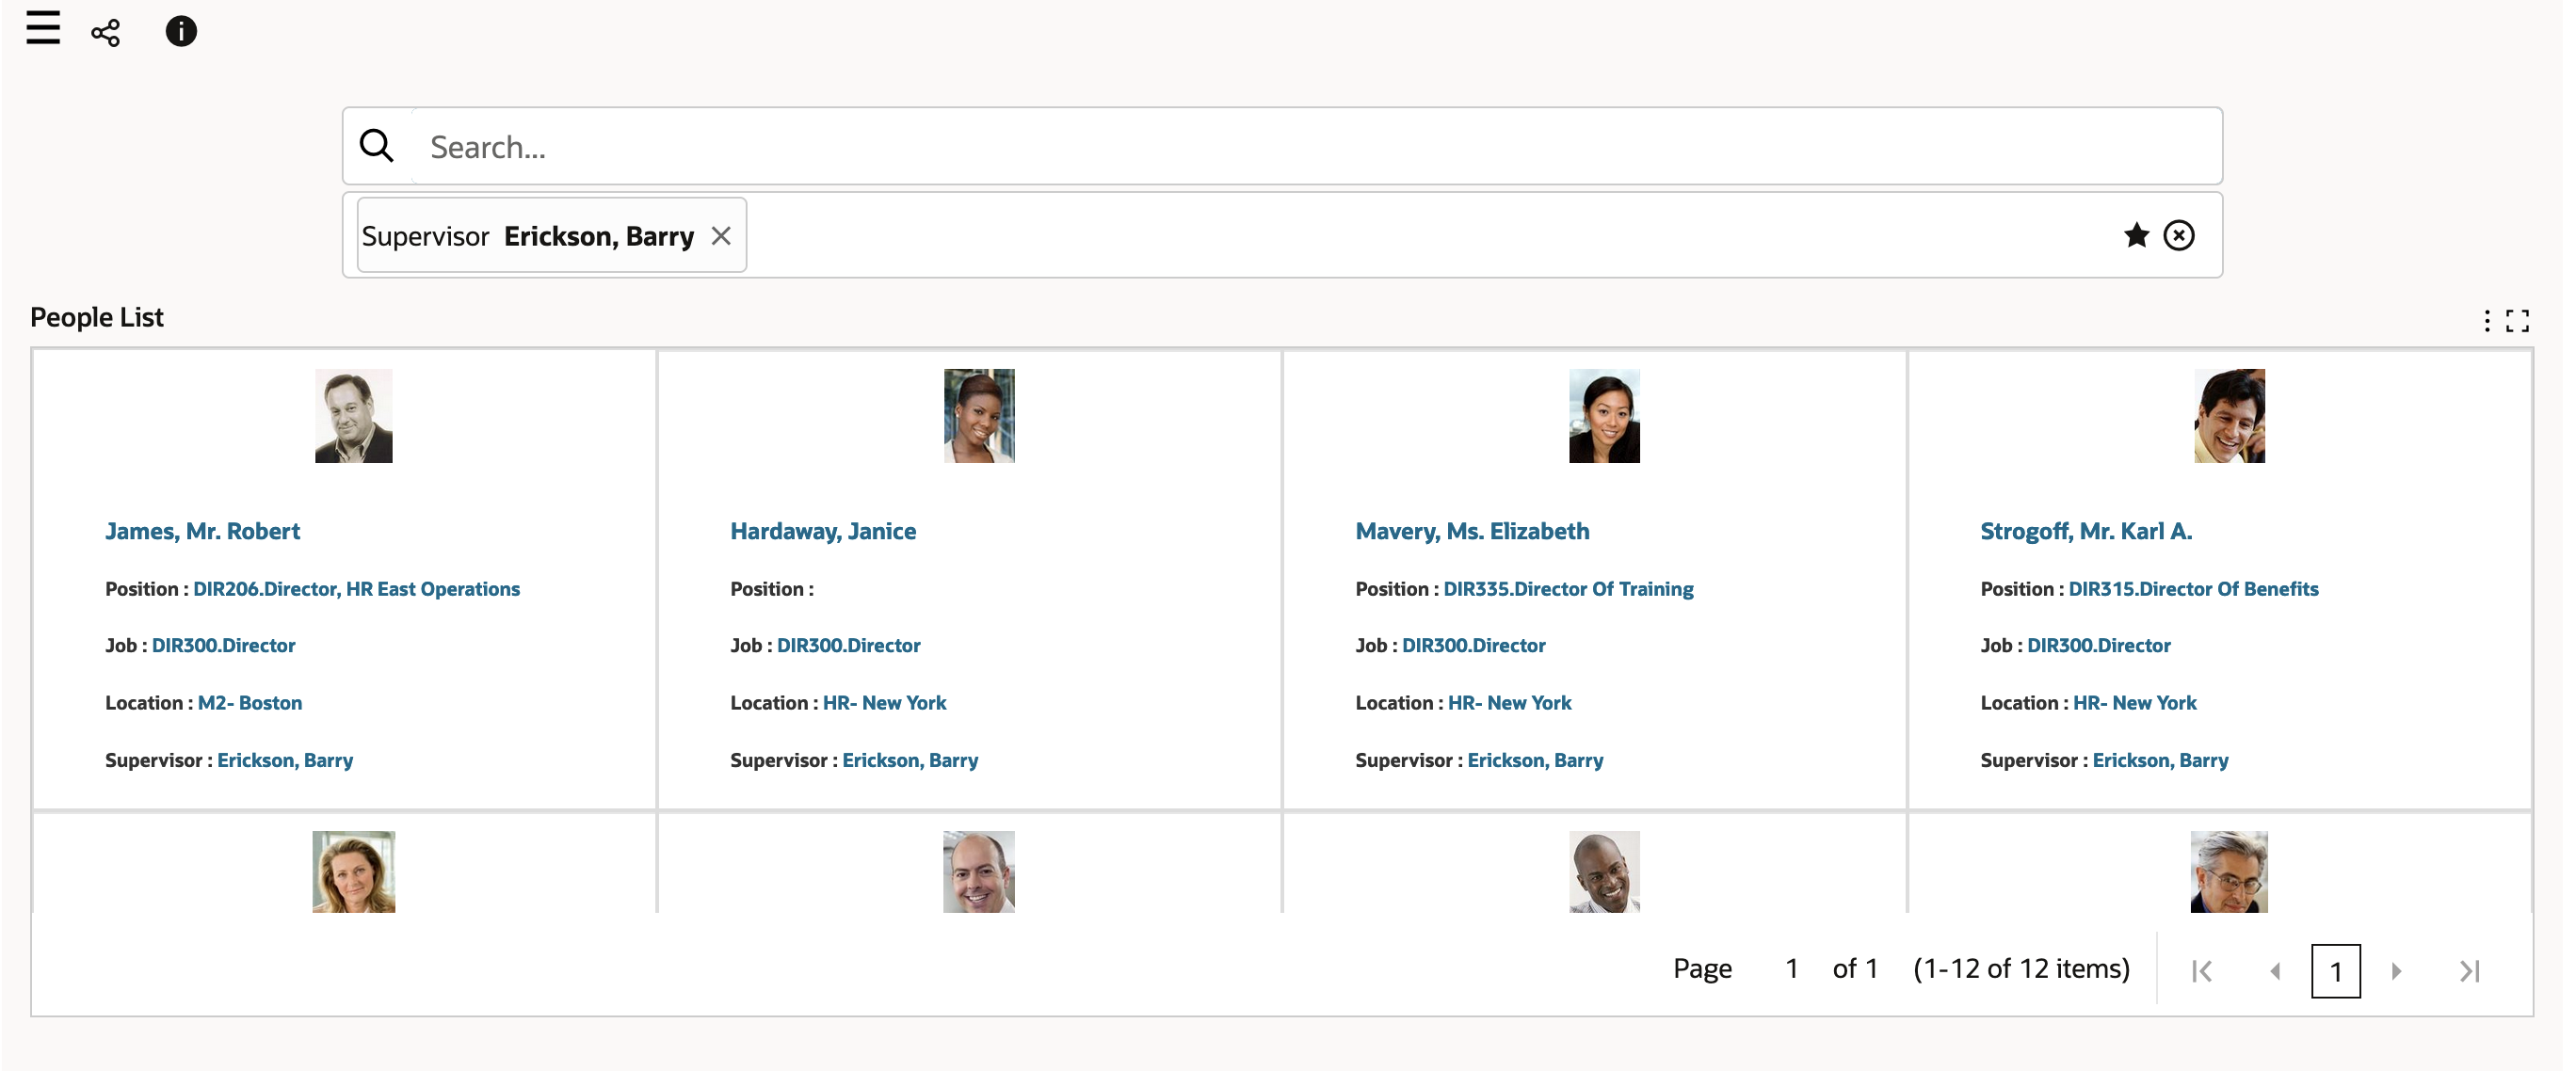 Search...
Supervisor Erickson, Barry
People List
James, Mr. Robert
Position : DIR206.Director, HR East Operations
Job : DIR300.Director
Location : M2- Boston
Supervisor : Erickson, Barry
Hardaway, Janice
Position :
Job : DIR300.Director
Location : HR- New York
Supervisor : Erickson, Barry
Mavery, Ms. Elizabeth
Position : DIR335.Director Of Training
Job : DIR300.Director
Location : HR- New York
Supervisor : Erickson, Barry
Strogoff, Mr. Karl A.
Position : DIR315.Director Of Benefits
Job : DIR300.Director
Location : HR- New York
Supervisor : Erickson, Barry
Page 1 of 1 (1-12 of 12 items) 1